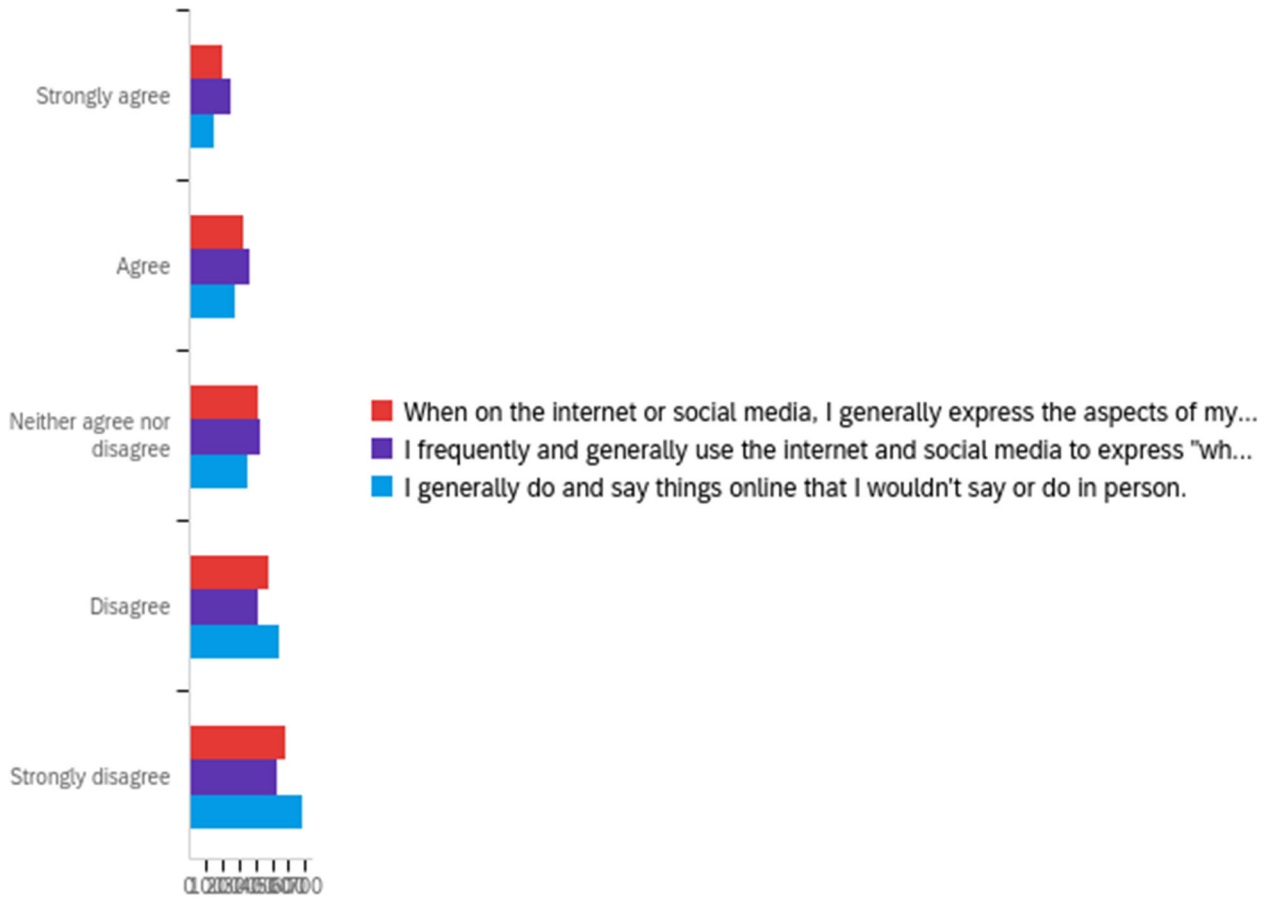 Strongly agree
Agree
Neither agree nor
disagree
When on the internet or social media, I generally express the aspects of my...
I frequently and generally use the internet and social media to express "wh...
I generally do and say things online that I wouldn't say or do in person.
Disagree
Strongly disagree